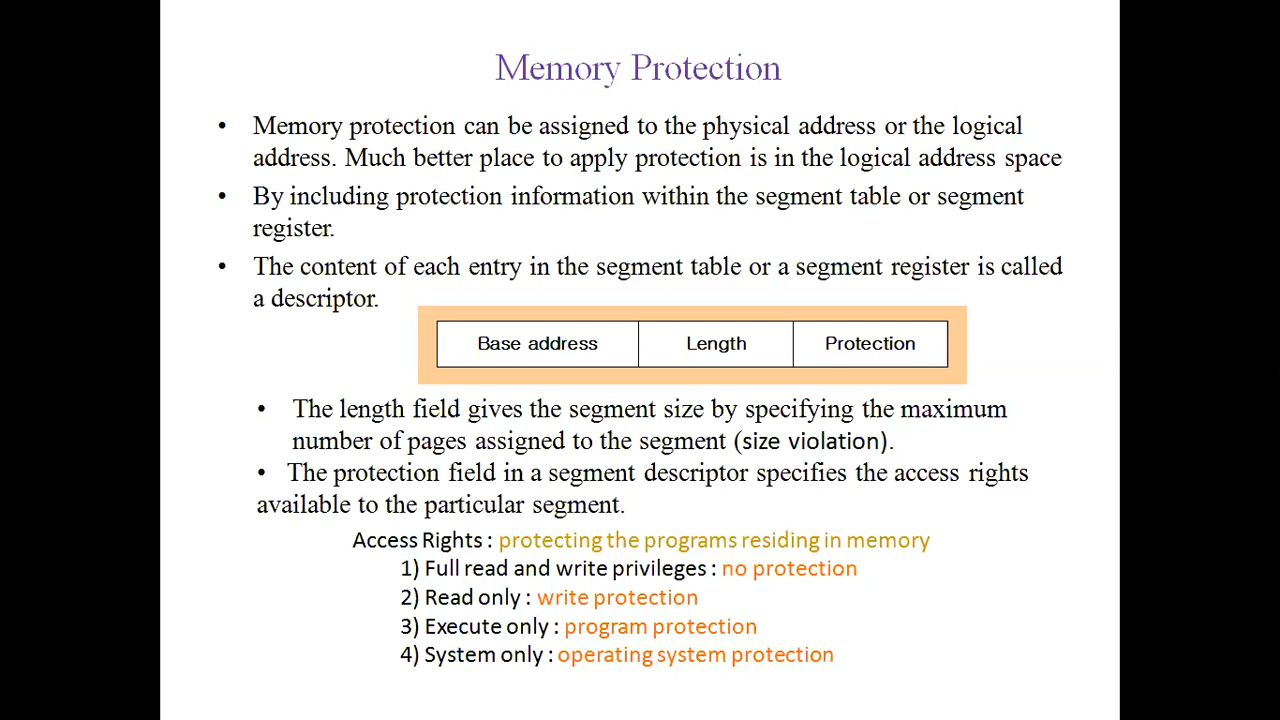 Memory Protection
• Memory protection can be assigned to the physical address or the logical
address. Much better place to apply protection is in the logical address space
• By including protection information within the segment table or segment
register.
• The content of each entry in the segment table or a segment register is called
a descriptor.
Base address Length Protection
• The length field gives the segment size by specifying the maximum
number of pages assigned to the segment (size violation).
• The protection field in a segment descriptor specifies the access rights
available to the particular segment.
Access Rights : protecting the programs residing in memory
1) Full read and write privileges : no protection
2) Read only : write protection
3) Execute only : program protection
4) System only : operating system protection